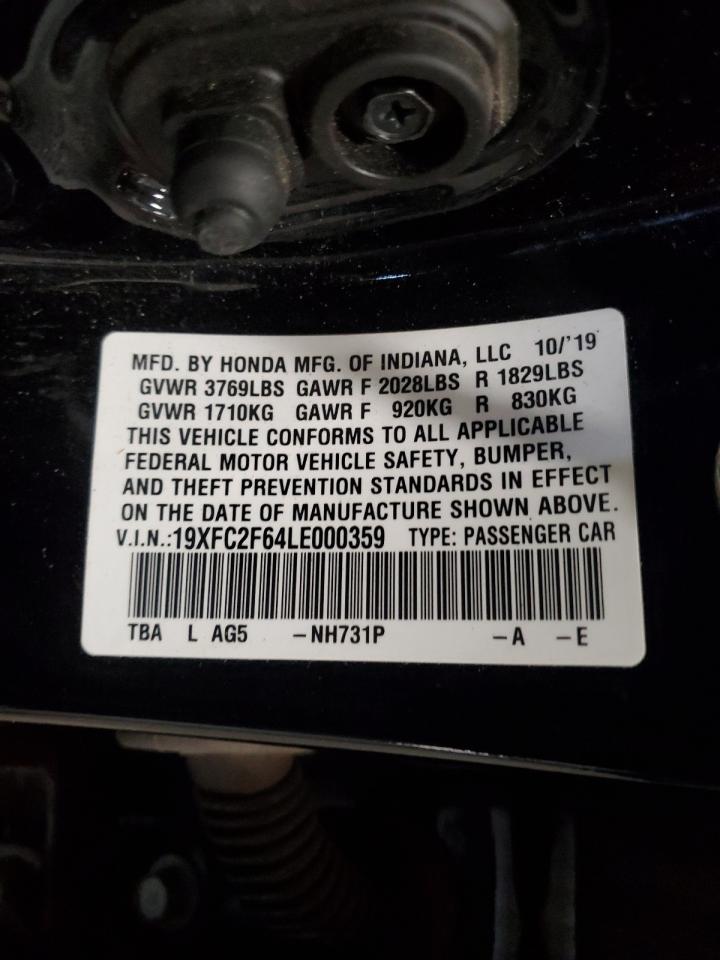 MFD. BY HONDA MFG. OF INDIANA, LLC 10/'19
GVWR 3769LBS GAWR F 2028LBS R 1829LBS
GVWR 1710KG GAWR F 920KG R 830KG
THIS VEHICLE CONFORMS TO ALL APPLICABLE
FEDERAL MOTOR VEHICLE SAFETY, BUMPER,
AND THEFT PREVENTION STANDARDS IN EFFECT
ON THE DATE OF MANUFACTURE SHOWN ABOVE.
V.I.N.:19XFC2F64LE000359 TYPE: PASSENGER CAR
TBA L AG5 -NH731P -A -E